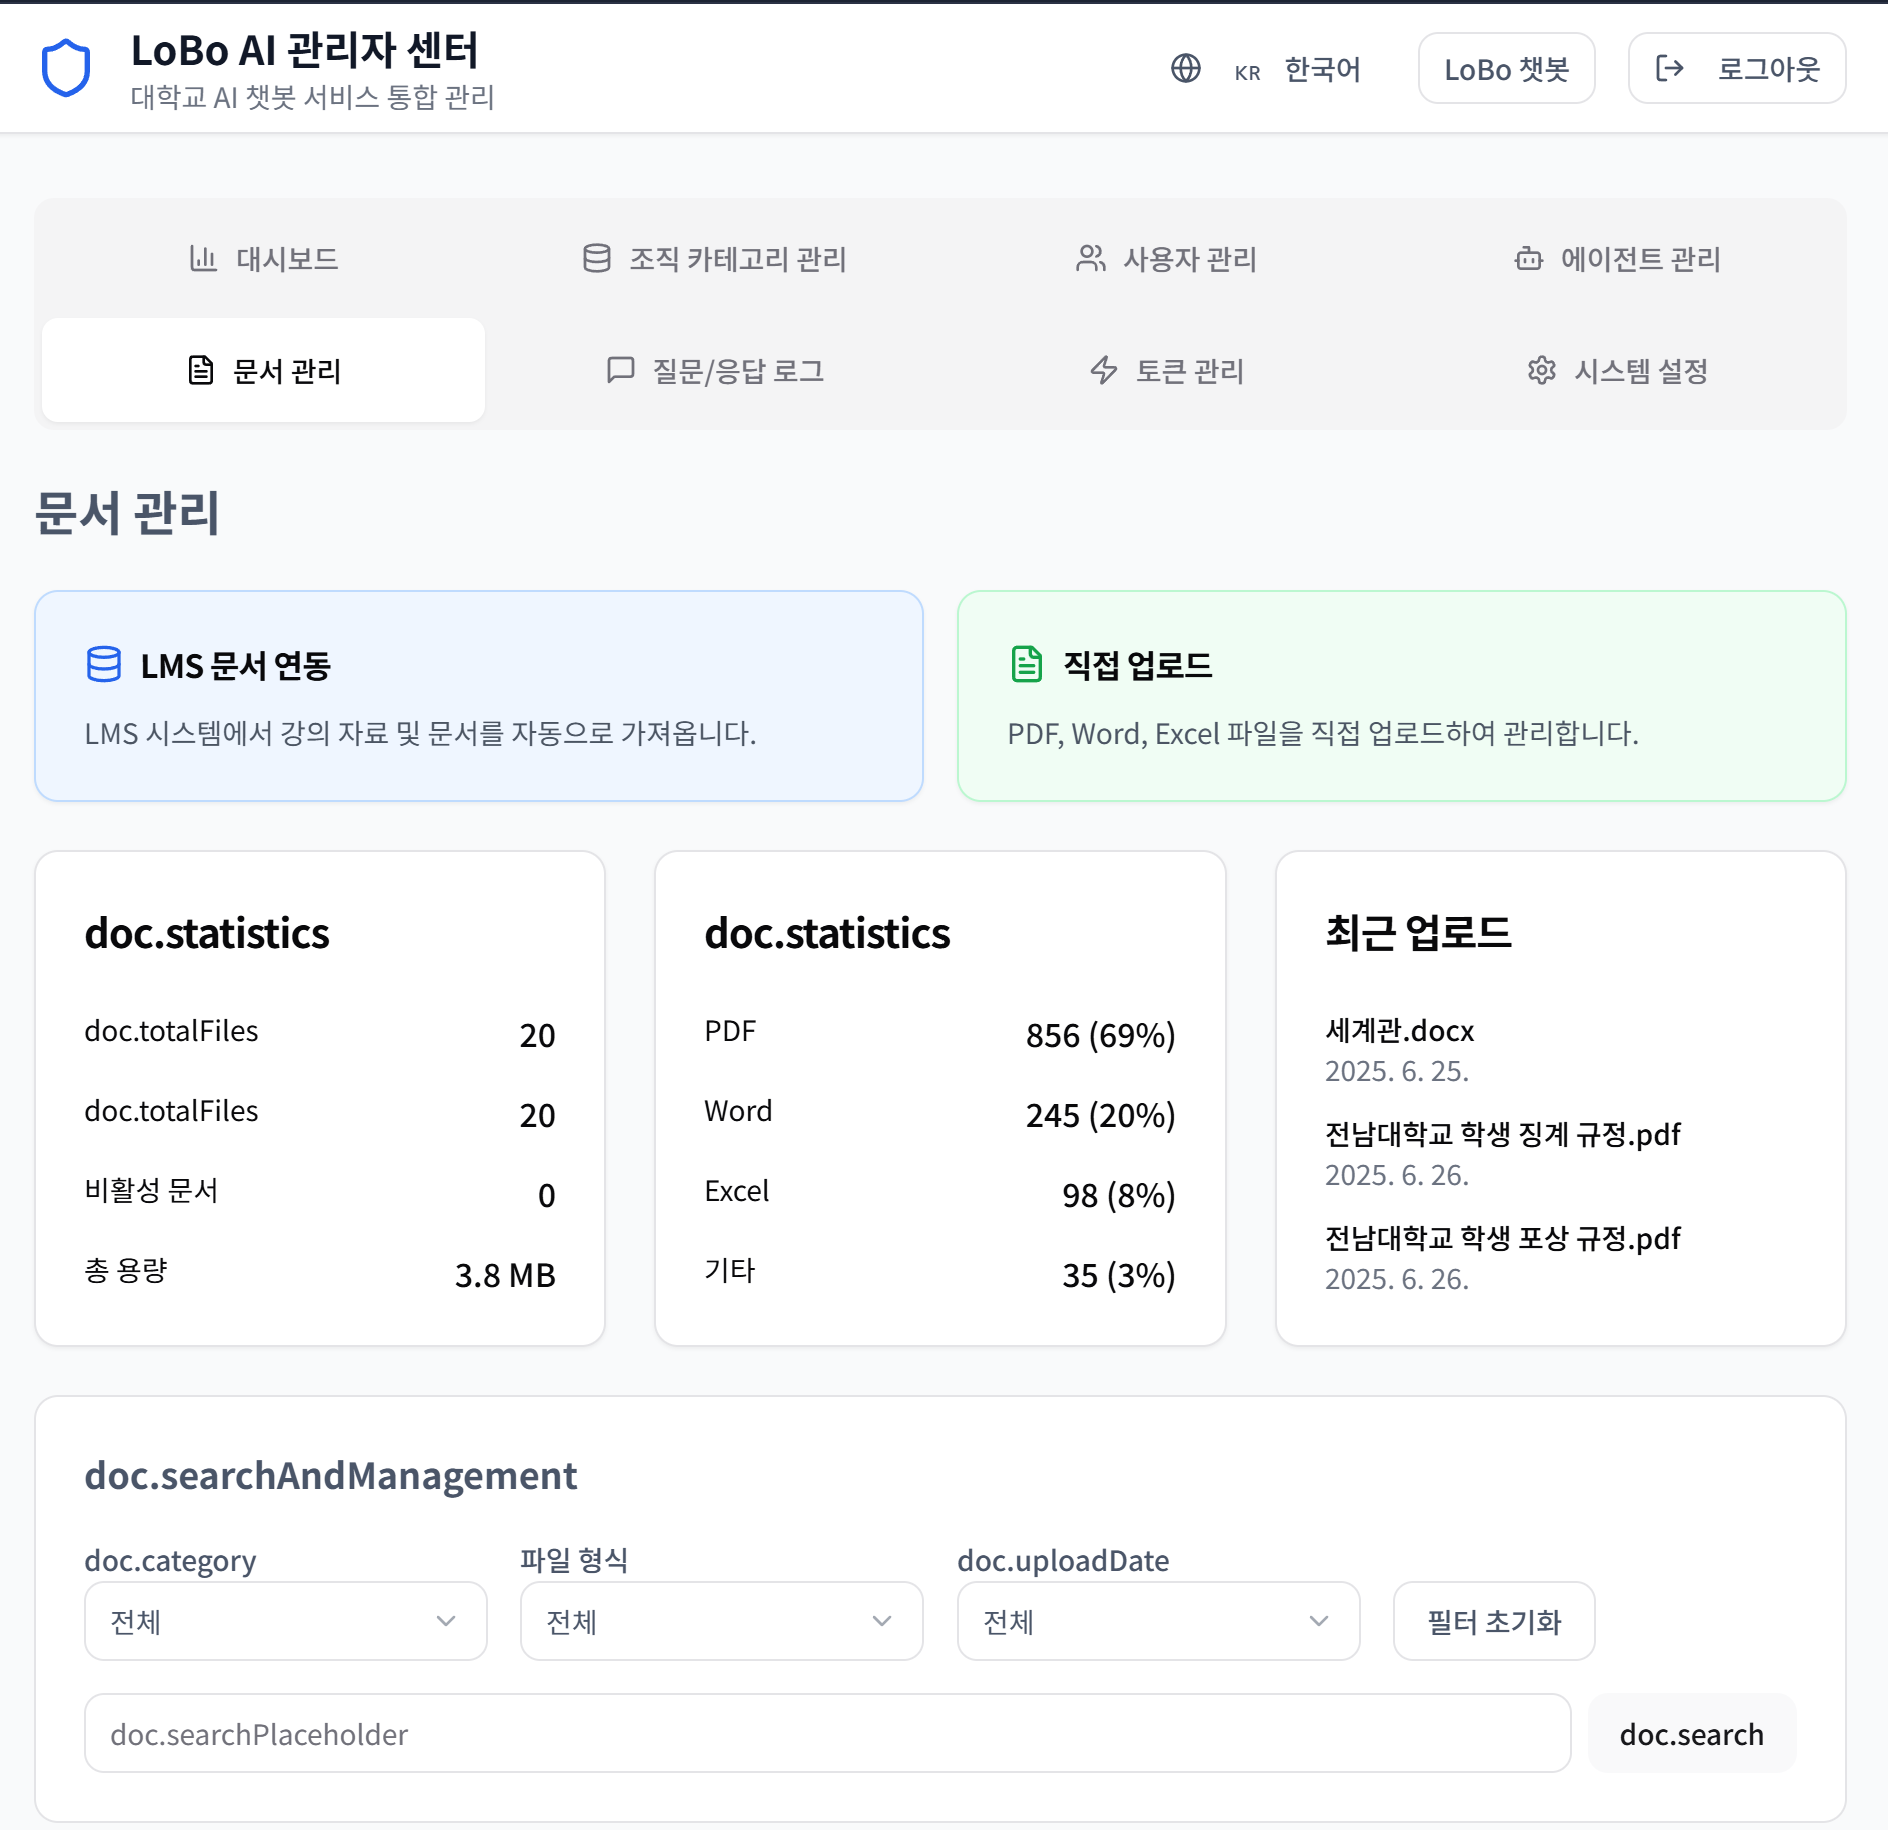 LoBo AI 관리자 센터
대학교 AI 챗봇 서비스 통합 관리
KR 한국어
LoBo 챗봇
로그아웃
대시보드
조직 카테고리 관리
사용자 관리
에이전트 관리
문서 관리
질문/응답 로그
토큰 관리
시스템 설정
문서 관리
LMS 문서 연동
LMS 시스템에서 강의 자료 및 문서를 자동으로 가져옵니다.
직접 업로드
PDF, Word, Excel 파일을 직접 업로드하여 관리합니다.
doc.statistics
doc.totalFiles 20
doc.totalFiles 20
비활성 문서 0
총 용량 3.8 MB
doc.statistics
PDF 856 (69%)
Word 245 (20%)
Excel 98 (8%)
기타 35 (3%)
최근 업로드
세계관.docx
2025. 6. 25.
전남대학교 학생 징계 규정.pdf
2025. 6. 26.
전남대학교 학생 포상 규정.pdf
2025. 6. 26.
doc.searchAndManagement
doc.category
전체
파일 형식
전체
doc.uploadDate
전체
필터 초기화
doc.searchPlaceholder
doc.search